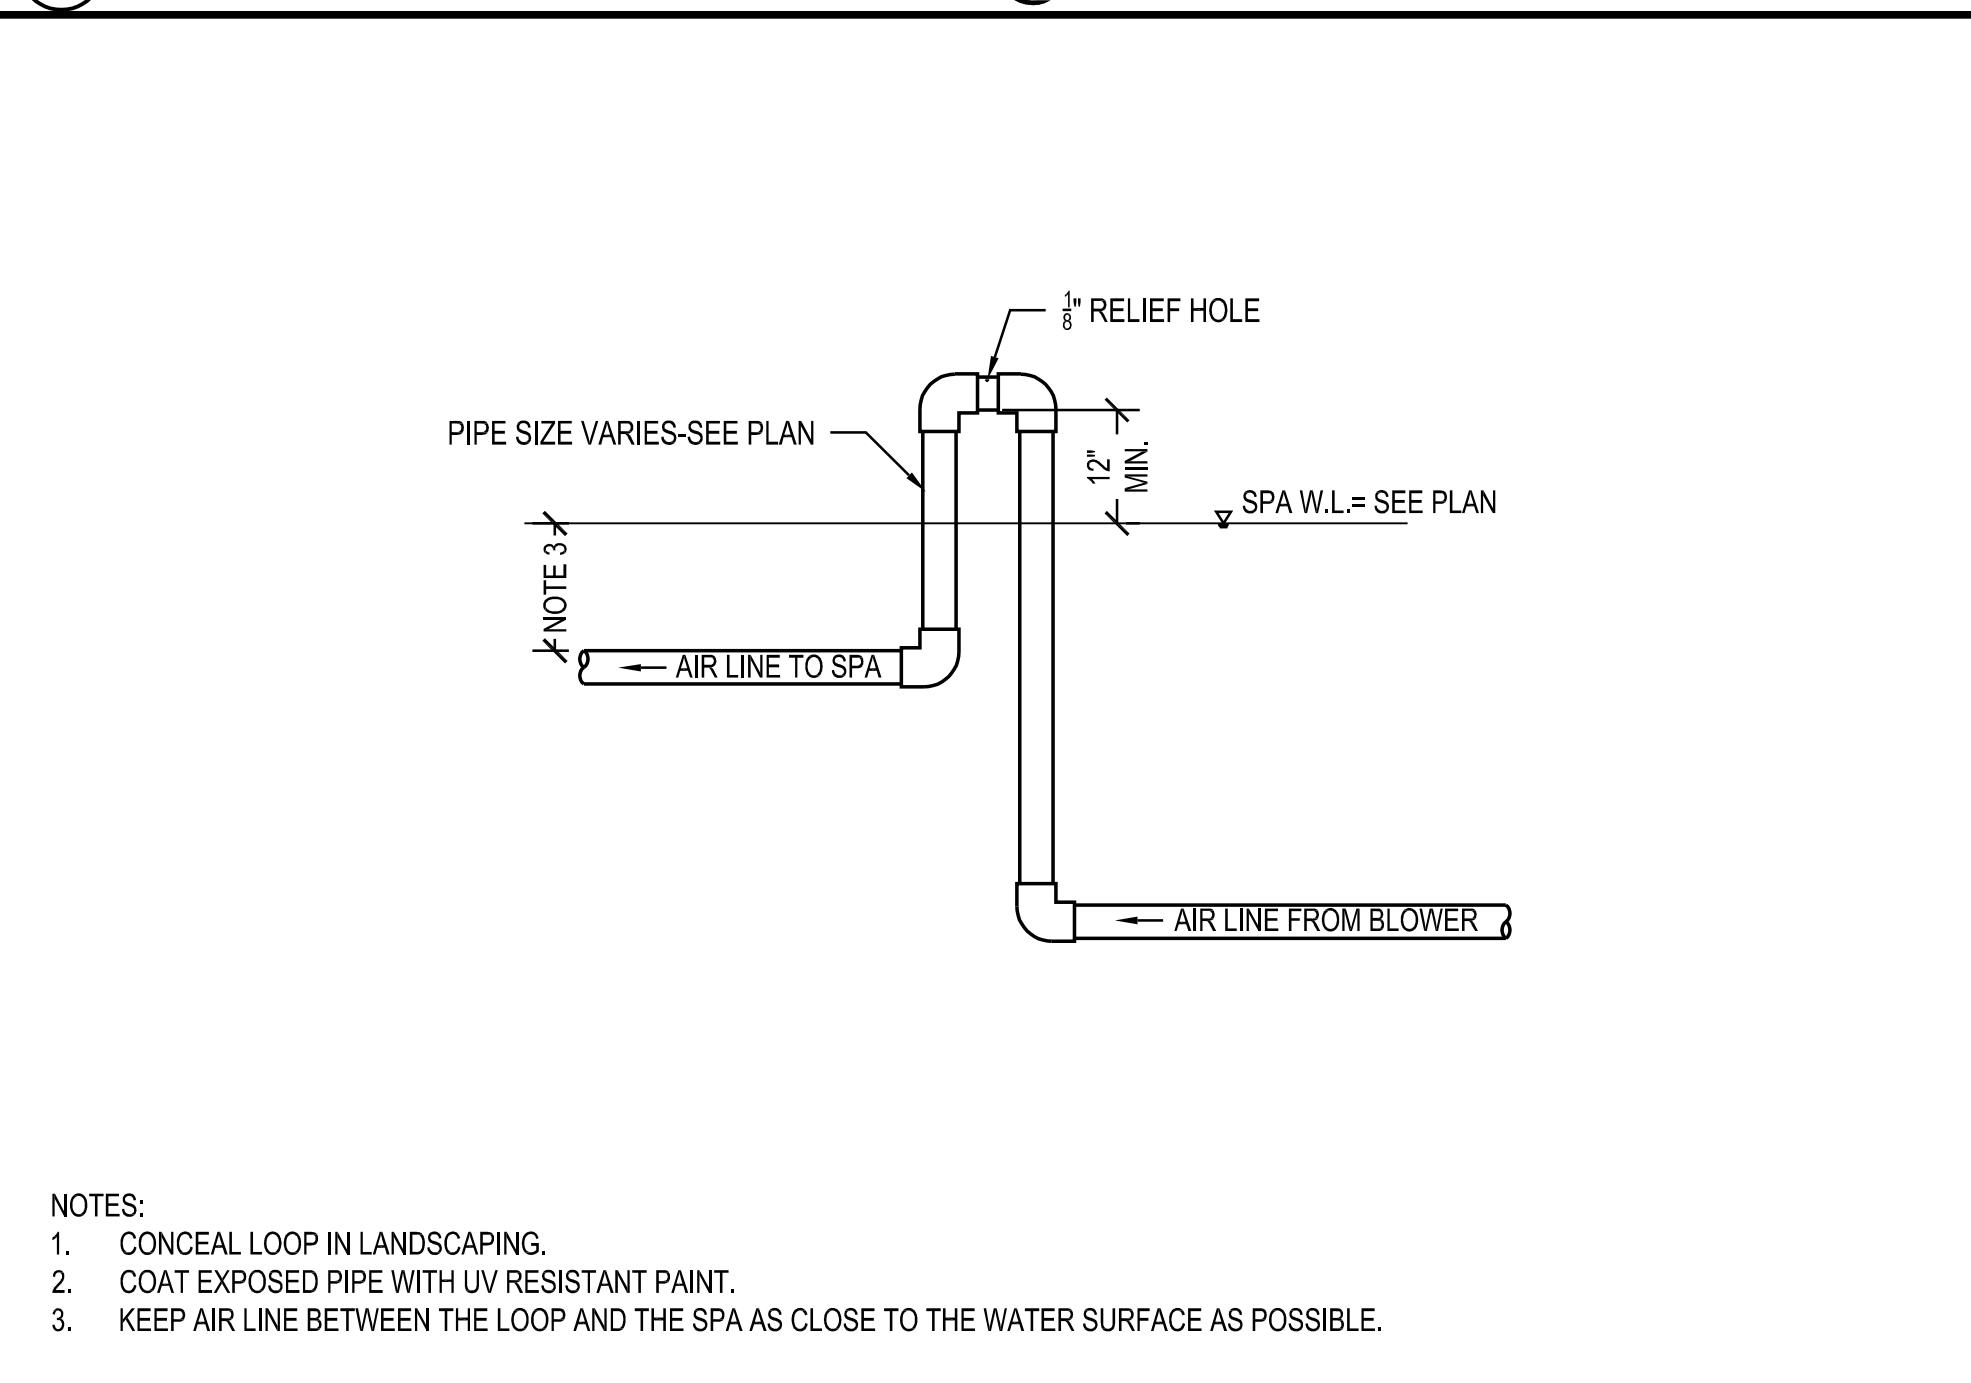 1/8" RELIEF HOLE
PIPE SIZE VARIES-SEE PLAN
12"
MIN.
SPA W.L.= SEE PLAN
NOTE 3
AIR LINE TO SPA
AIR LINE FROM BLOWER
NOTES:
1. CONCEAL LOOP IN LANDSCAPING.
2. COAT EXPOSED PIPE WITH UV RESISTANT PAINT.
3. KEEP AIR LINE BETWEEN THE LOOP AND THE SPA AS CLOSE TO THE WATER SURFACE AS POSSIBLE.